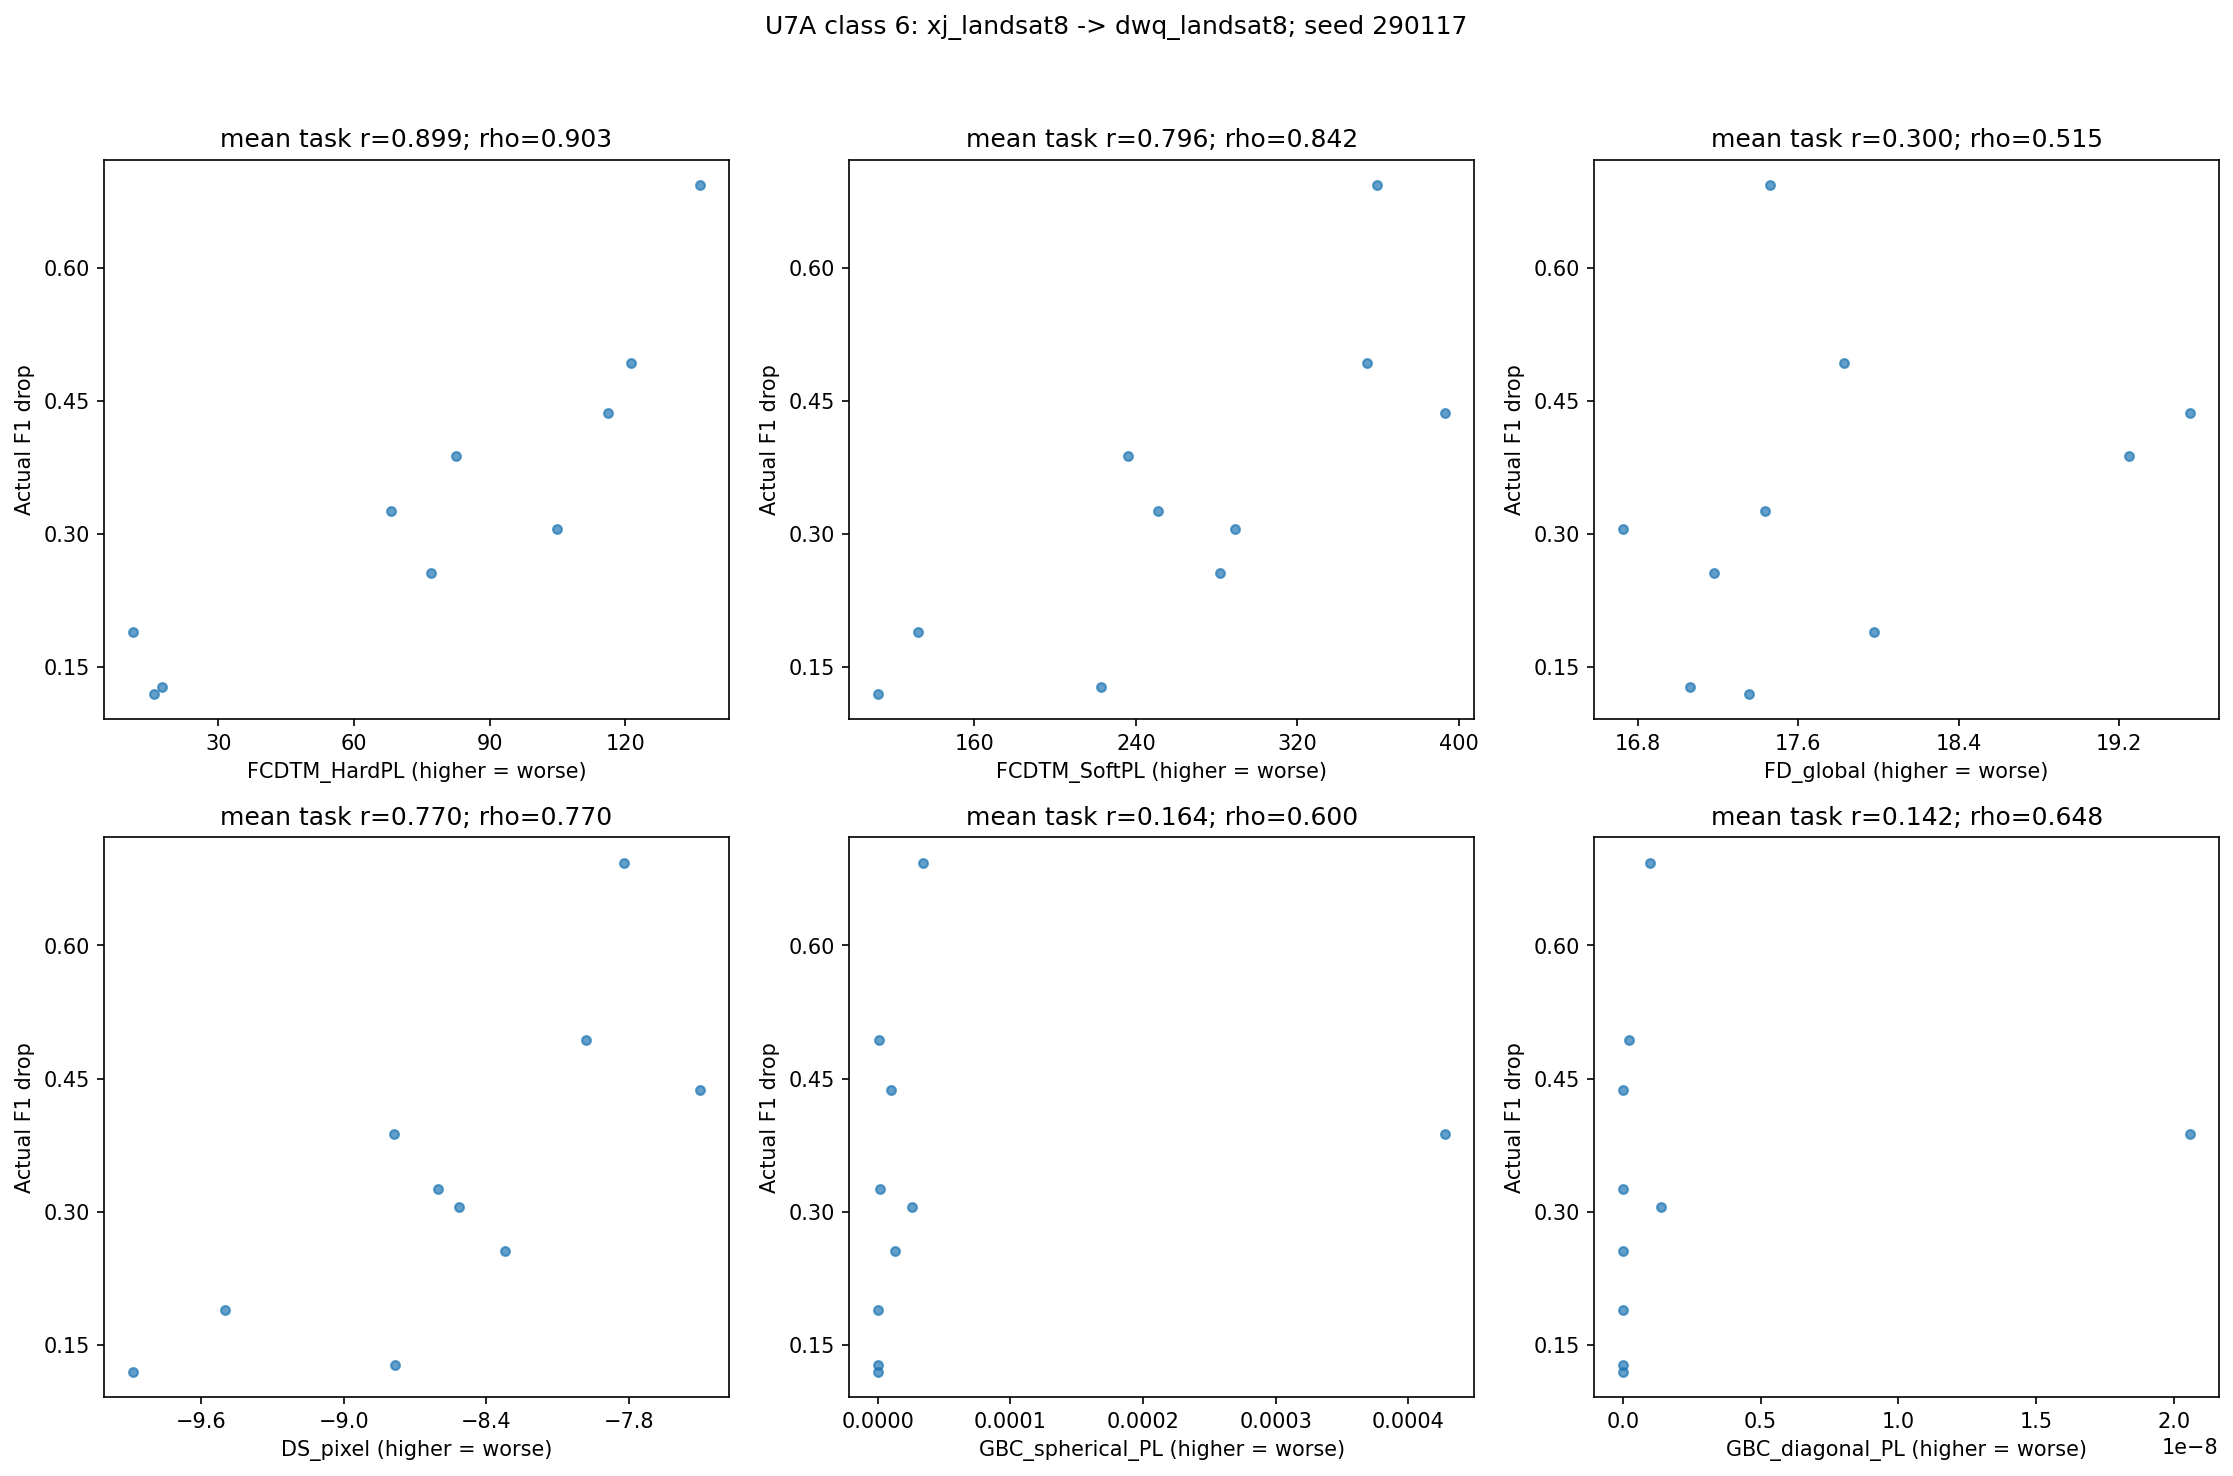 U7A class 6: xj_landsat8 -> dwq_landsat8; seed 290117
mean task r=0.899; rho=0.903
Actual F1 drop
0.60
0.45
0.30
0.15
30 60 90 120
FCDTM_HardPL (higher = worse)
mean task r=0.796; rho=0.842
Actual F1 drop
0.60
0.45
0.30
0.15
160 240 320 400
FCDTM_SoftPL (higher = worse)
mean task r=0.300; rho=0.515
Actual F1 drop
0.60
0.45
0.30
0.15
16.8 17.6 18.4 19.2
FD_global (higher = worse)
mean task r=0.770; rho=0.770
Actual F1 drop
0.60
0.45
0.30
0.15
−9.6 −9.0 −8.4 −7.8
DS_pixel (higher = worse)
mean task r=0.164; rho=0.600
Actual F1 drop
0.60
0.45
0.30
0.15
0.0000 0.0001 0.0002 0.0003 0.0004
GBC_spherical_PL (higher = worse)
mean task r=0.142; rho=0.648
Actual F1 drop
0.60
0.45
0.30
0.15
0.0 0.5 1.0 1.5 2.0
1e−8
GBC_diagonal_PL (higher = worse)